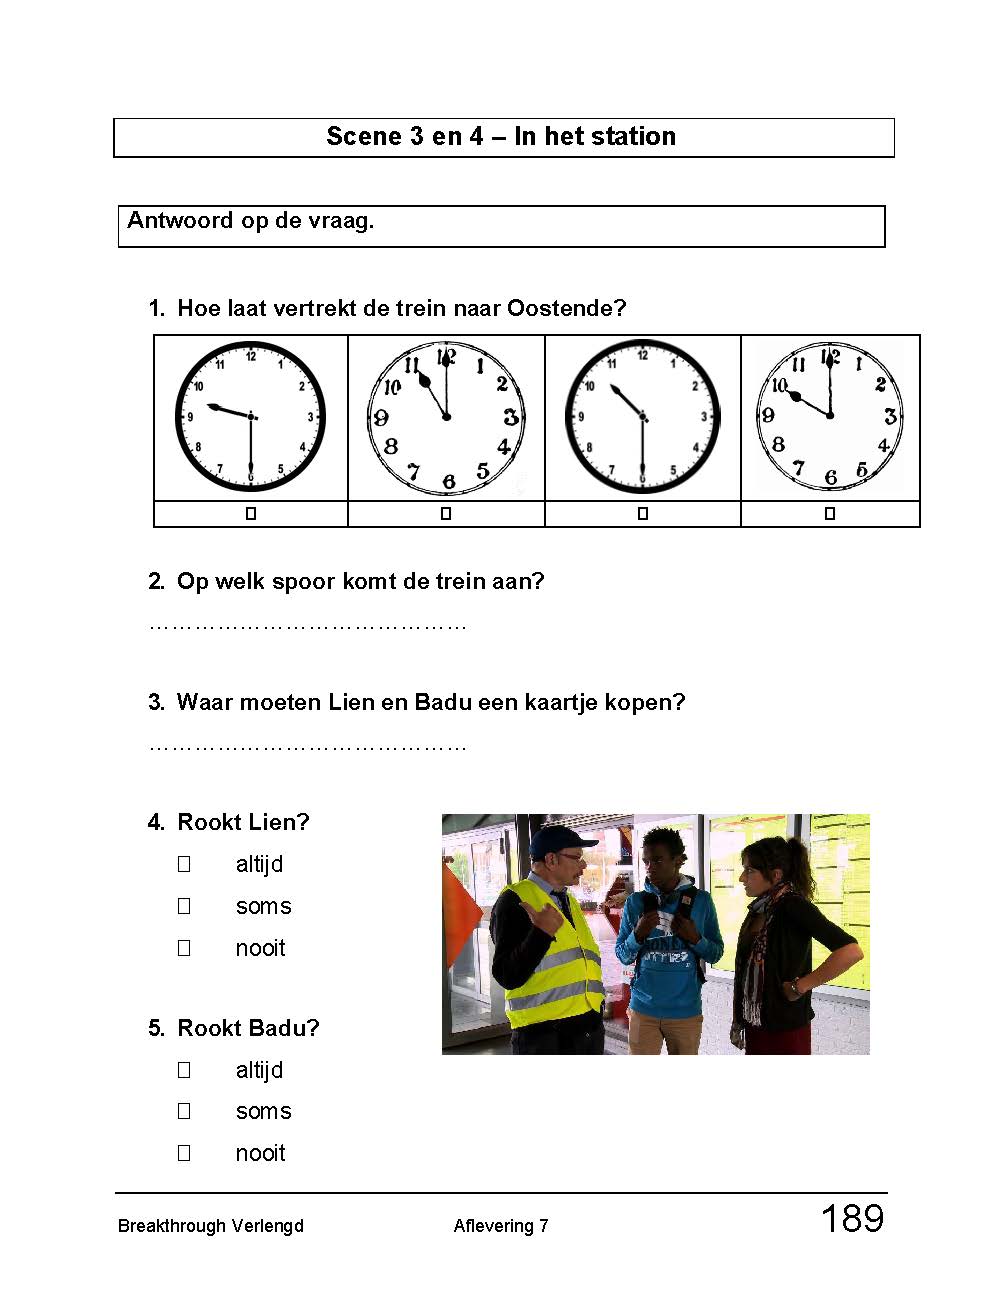 Scene 3 en 4 – In het station
Antwoord op de vraag.
1. Hoe laat vertrekt de trein naar Oostende?
12 1 2 3 4 5 6 7 8 9 10 11
12 1 2 3 4 5 6 7 8 9 10 11
12 1 2 3 4 5 6 7 8 9 10 11
12 1 2 3 4 5 6 7 8 9 10 11
2. Op welk spoor komt de trein aan?
……………………………………
3. Waar moeten Lien en Badu een kaartje kopen?
……………………………………
4. Rookt Lien?
altijd
soms
nooit
5. Rookt Badu?
altijd
soms
nooit
Breakthrough Verlengd Aflevering 7 189